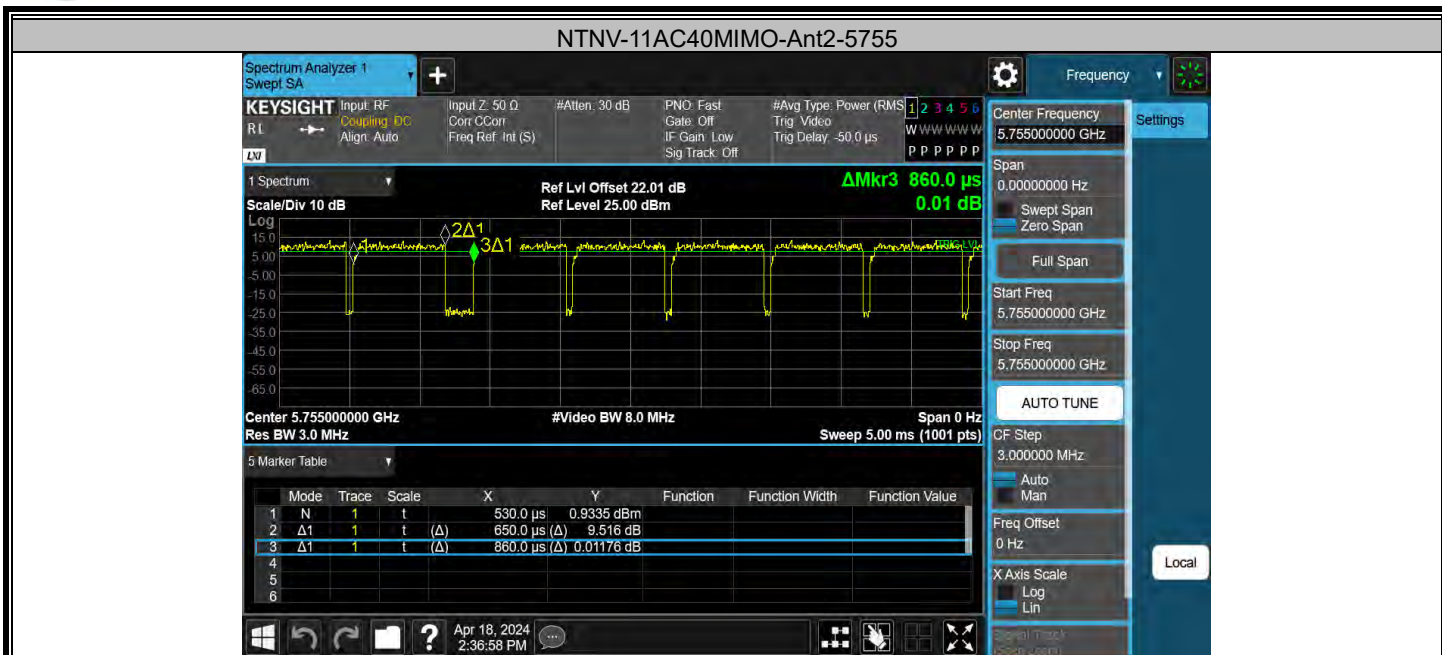 NTNV-11AC40MIMO-Ant2-5755
Spectrum Analyzer 1
Swept SA
+
Frequency
KEYSIGHT
Input: RF
Coupling: DC
Align: Auto
RL
LXI
Input Z: 50 Ω
Corr CCorr
Freq Ref: Int (S)
#Atten: 30 dB
PNO: Fast
Gate: Off
IF Gain: Low
Sig Track: Off
#Avg Type: Power (RMS
Trig: Video
Trig Delay: -50.0 µs
1 2 3 4 5 6
W W W W W W
P P P P P P
1 Spectrum
Scale/Div 10 dB
Ref Lvl Offset 22.01 dB
Ref Level 25.00 dBm
ΔMkr3 860.0 µs
0.01 dB
Log
15.0
5.00
-5.00
-15.0
-25.0
-35.0
-45.0
-55.0
-65.0
1
2Δ1
3Δ1
TRIG LVL
Center 5.755000000 GHz
#Video BW 8.0 MHz
Span 0 Hz
Res BW 3.0 MHz
Sweep 5.00 ms (1001 pts)
5 Marker Table
Mode Trace Scale X Y Function Function Width Function Value
1 N 1 t 530.0 µs 0.9335 dBm
2 Δ1 1 t (Δ) 650.0 µs (Δ) 9.516 dB
3 Δ1 1 t (Δ) 860.0 µs (Δ) 0.01176 dB
4
5
6
Apr 18, 2024
2:36:58 PM
?
Center Frequency
5.755000000 GHz
Settings
Span
0.00000000 Hz
Swept Span
Zero Span
Full Span
Start Freq
5.755000000 GHz
Stop Freq
5.755000000 GHz
AUTO TUNE
CF Step
3.000000 MHz
Auto
Man
Freq Offset
0 Hz
Local
X Axis Scale
Log
Lin
Signal Track
(Span Zoom)